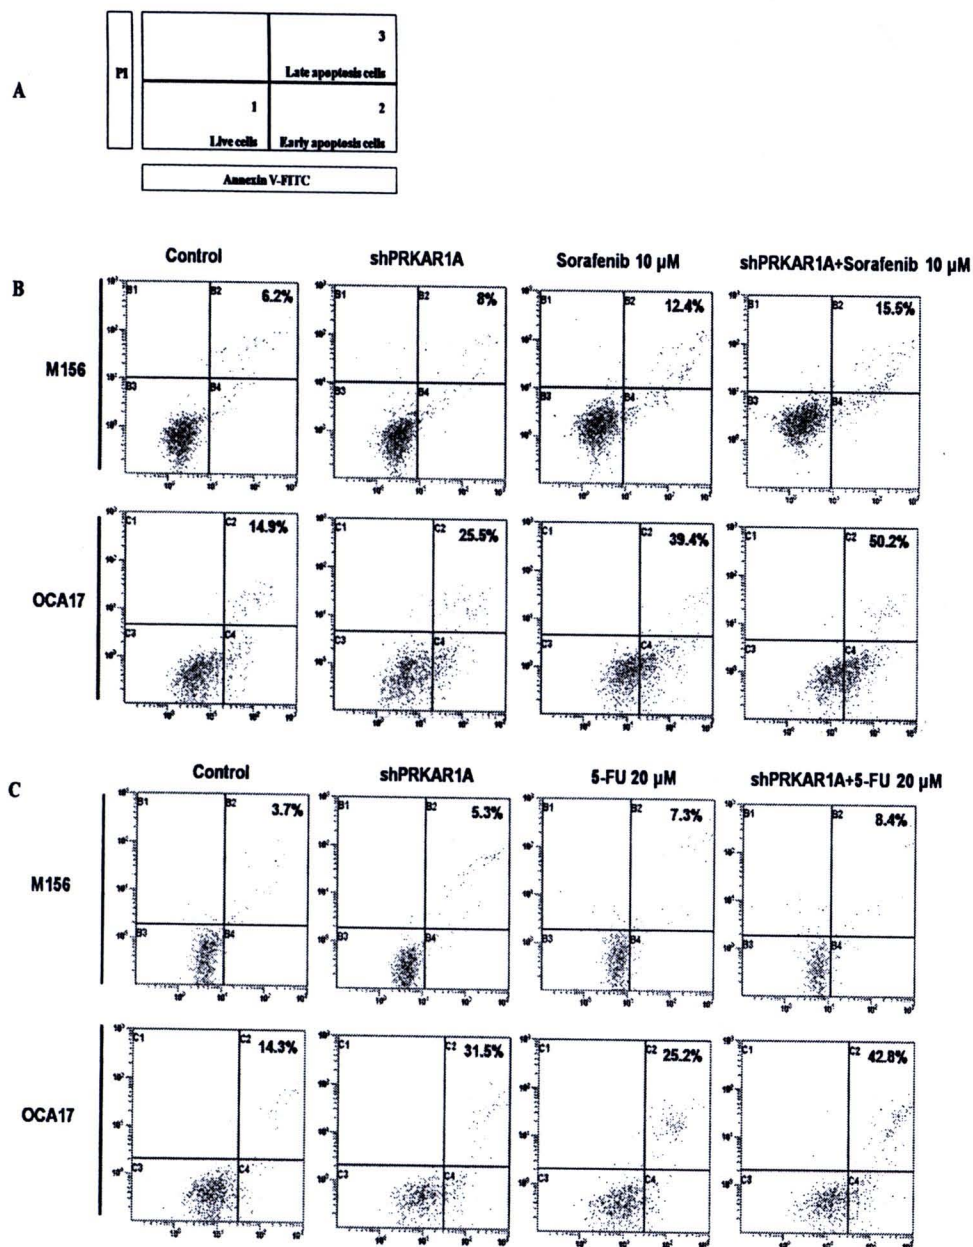 A
PI
3
Late apoptosis cells
1
2
Live cells
Early apoptosis cells
Annexin V-FITC
B
Control
shPRKAR1A
Sorafenib 10 µM
shPRKAR1A+Sorafenib 10 µM
M156
B1
B2
6.2%
B3
B4
B1
B2
8%
B3
B4
B1
B2
12.4%
B3
B4
B1
B2
15.5%
B3
B4
OCA17
C1
C2
14.9%
C3
C4
C1
C2
25.5%
C3
C4
C1
C2
39.4%
C3
C4
C1
C2
50.2%
C3
C4
C
Control
shPRKAR1A
5-FU 20 µM
shPRKAR1A+5-FU 20 µM
M156
B1
B2
3.7%
B3
B4
B1
B2
5.3%
B3
B4
B1
B2
7.3%
B3
B4
B1
B2
8.4%
B3
B4
OCA17
C1
C2
14.3%
C3
C4
C1
C2
31.5%
C3
C4
C1
C2
25.2%
C3
C4
C1
C2
42.8%
C3
C4